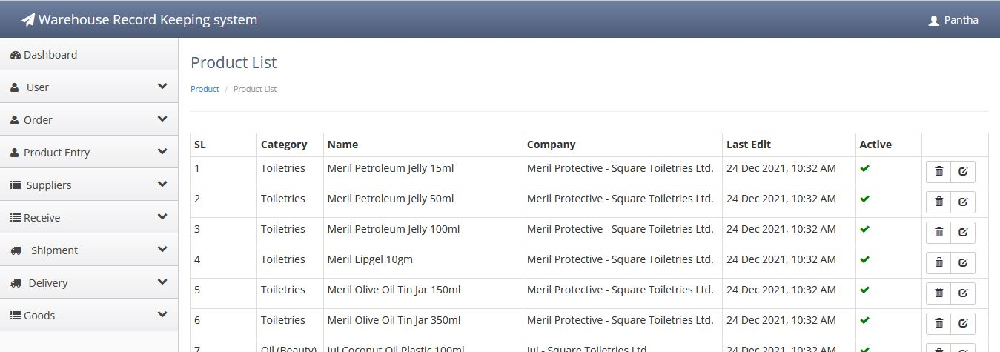 Warehouse Record Keeping system
Pantha
Dashboard
User
Order
Product Entry
Suppliers
Receive
Shipment
Delivery
Goods
Product List
Product / Product List
SL Category Name Company Last Edit Active
1 Toiletries Meril Petroleum Jelly 15ml Meril Protective - Square Toiletries Ltd. 24 Dec 2021, 10:32 AM
2 Toiletries Meril Petroleum Jelly 50ml Meril Protective - Square Toiletries Ltd. 24 Dec 2021, 10:32 AM
3 Toiletries Meril Petroleum Jelly 100ml Meril Protective - Square Toiletries Ltd. 24 Dec 2021, 10:32 AM
4 Toiletries Meril Lipgel 10gm Meril Protective - Square Toiletries Ltd. 24 Dec 2021, 10:32 AM
5 Toiletries Meril Olive Oil Tin Jar 150ml Meril Protective - Square Toiletries Ltd. 24 Dec 2021, 10:32 AM
6 Toiletries Meril Olive Oil Tin Jar 350ml Meril Protective - Square Toiletries Ltd. 24 Dec 2021, 10:32 AM
7 Oil (Beauty) Jui Coconut Oil Plastic 100ml Jui - Square Toiletries Ltd. 24 Dec 2021, 10:32 AM